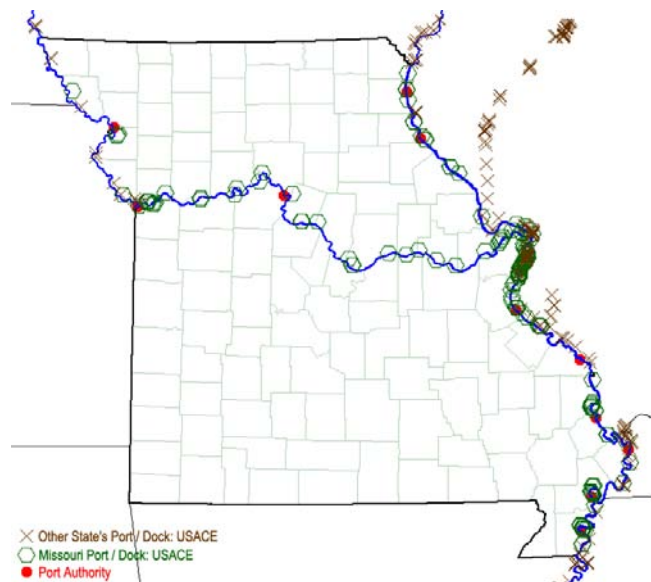 Other State's Port / Dock: USACE
Missouri Port / Dock: USACE
Port Authority